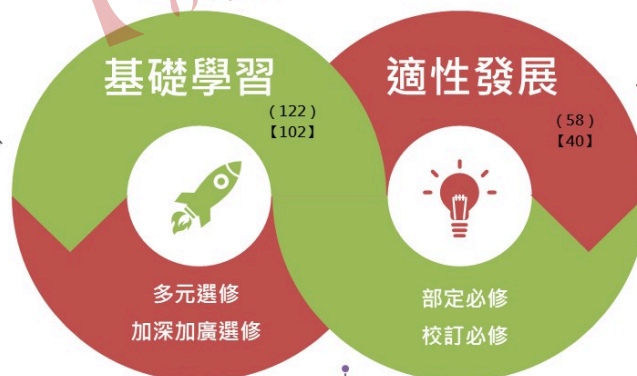 基礎學習
(122)
【102】
適性發展
(58)
【40】
多元選修
加深加廣選修
部定必修
校訂必修